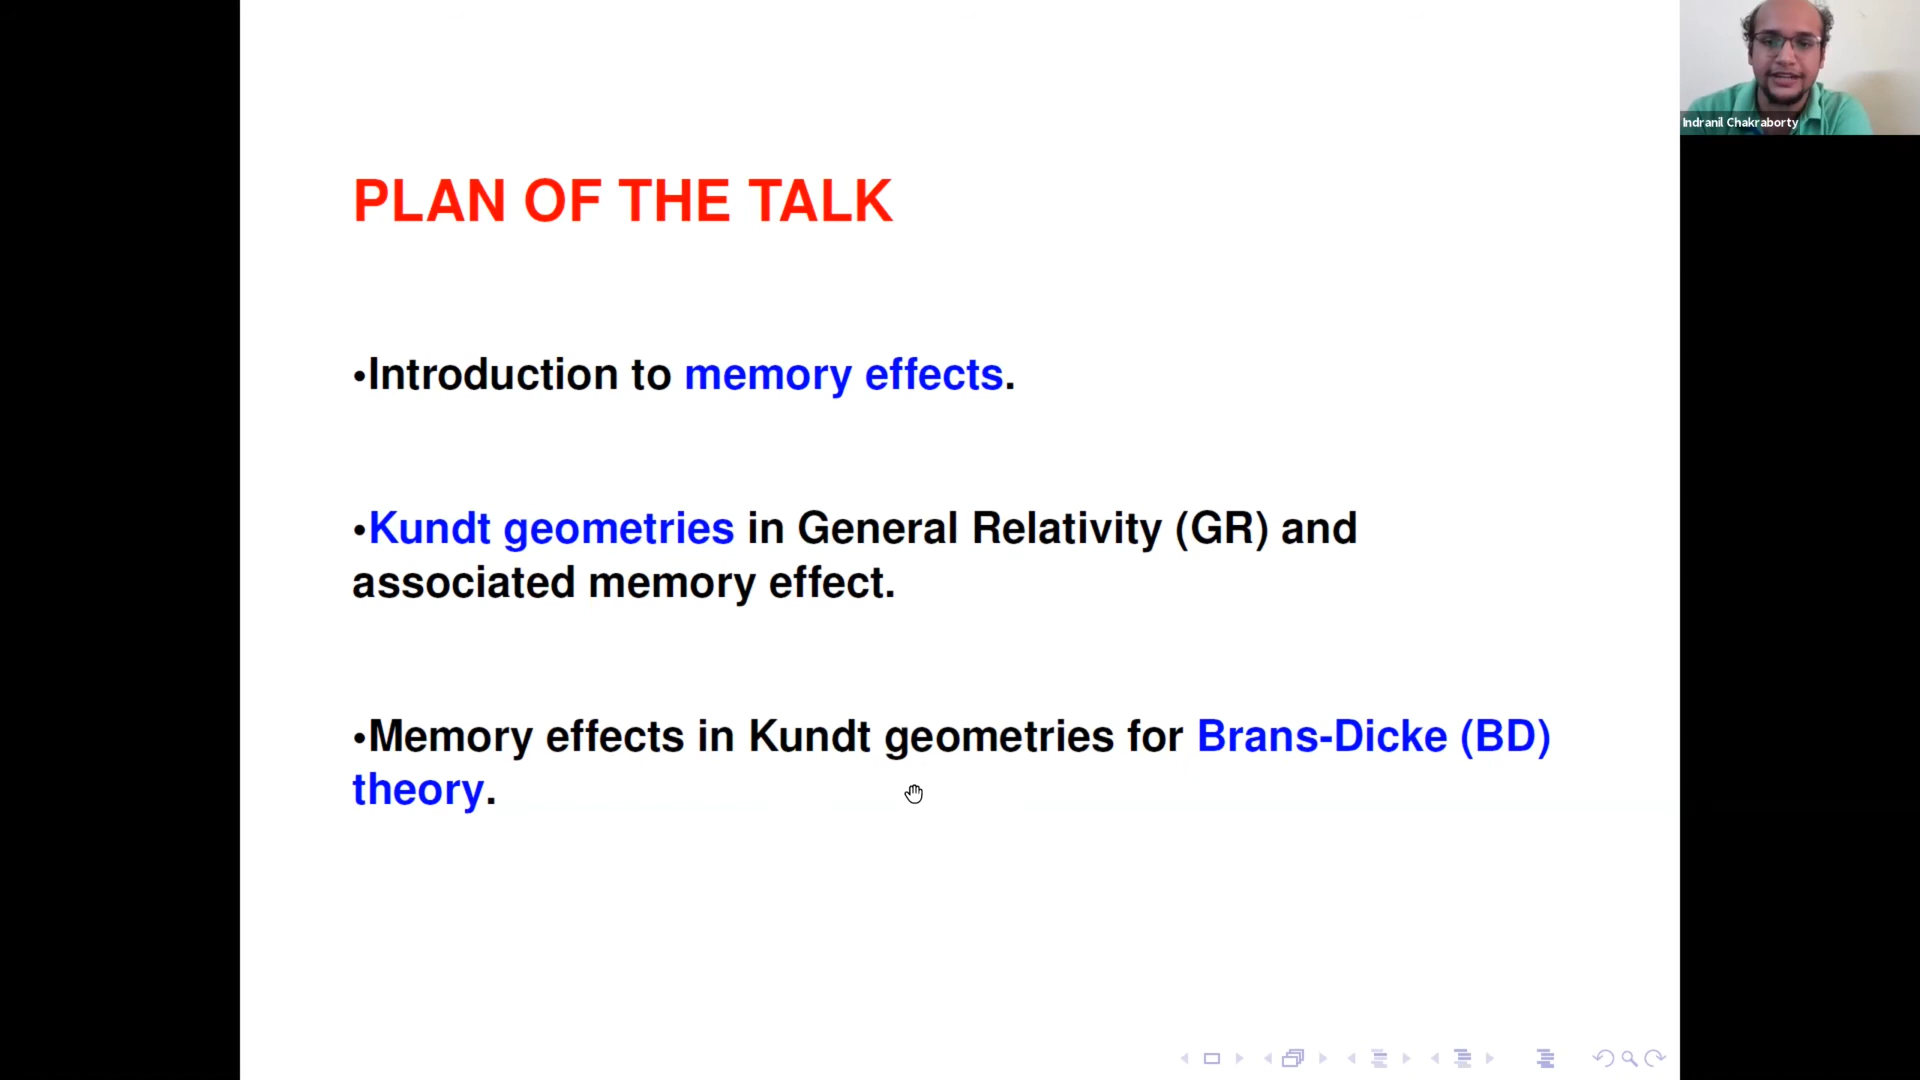 PLAN OF THE TALK
•Introduction to memory effects.
•Kundt geometries in General Relativity (GR) and
associated memory effect.
•Memory effects in Kundt geometries for Brans-Dicke (BD)
theory.
Indranil Chakraborty